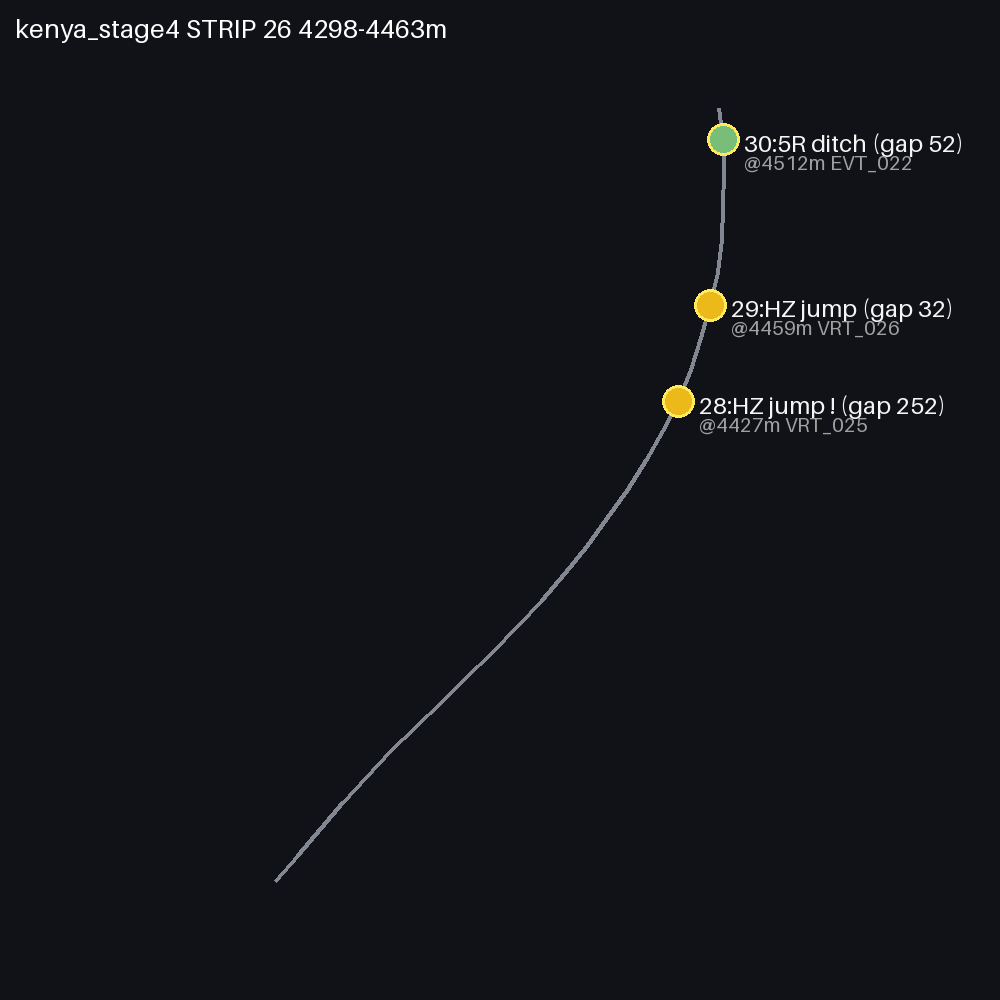 kenya_stage4 STRIP 26 4298-4463m
30:5R ditch (gap 52)
@4512m EVT_022
29:HZ jump (gap 32)
@4459m VRT_026
28:HZ jump ! (gap 252)
@4427m VRT_025